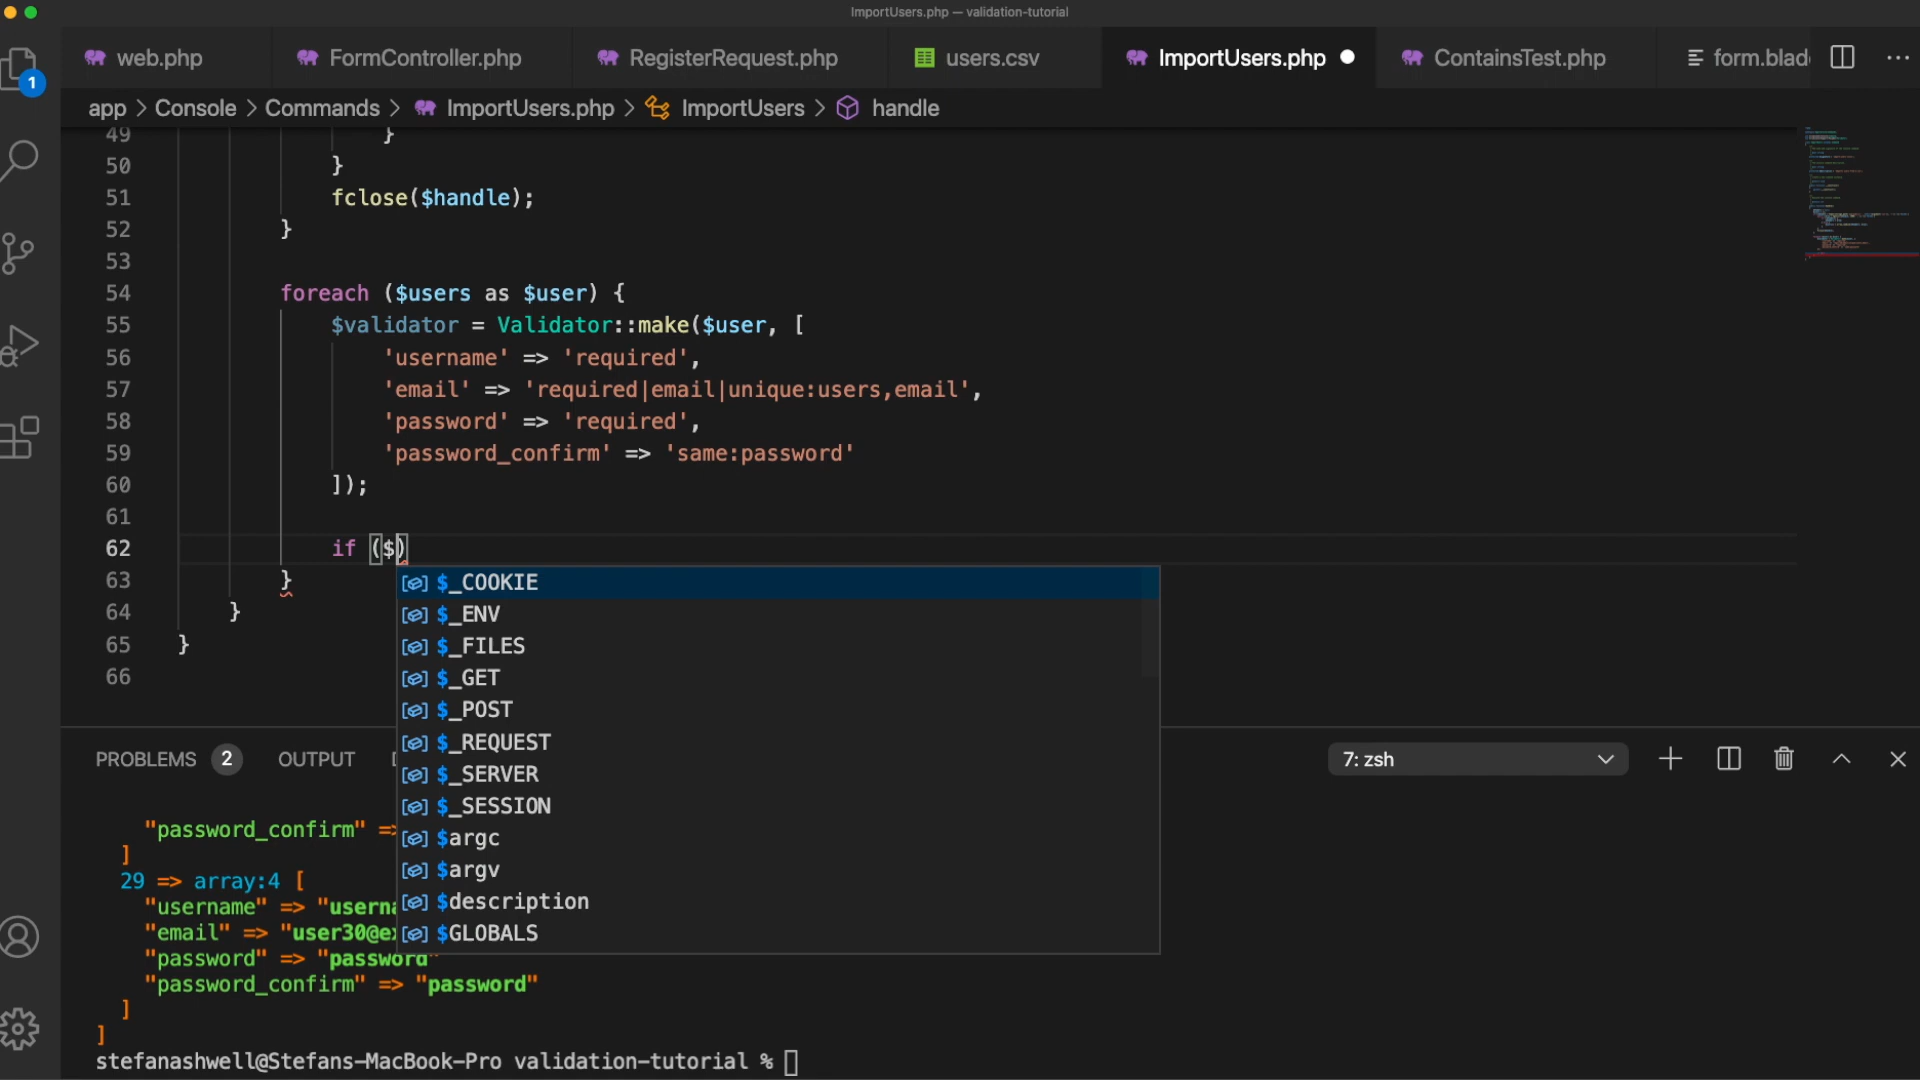 ImportUsers.php — validation-tutorial
web.php FormController.php RegisterRequest.php users.csv ImportUsers.php ContainsTest.php form.blad
1
app > Console > Commands > ImportUsers.php > ImportUsers > handle
49 }
50 }
51 fclose($handle);
52 }
53
54 foreach ($users as $user) {
55 $validator = Validator::make($user, [
56 'username' => 'required',
57 'email' => 'required|email|unique:users,email',
58 'password' => 'required',
59 'password_confirm' => 'same:password'
60 ]);
61
62 if ($)
63 }
64 }
65 }
66
$_COOKIE
$_ENV
$_FILES
$_GET
$_POST
$_REQUEST
$_SERVER
$_SESSION
$argc
$argv
$description
$GLOBALS
PROBLEMS 2 OUTPUT 7: zsh
"password_confirm" =>
]
29 => array:4 [
"username" => "userna
"email" => "user30@ex
"password" => "password"
"password_confirm" => "password"
]
]
stefanashwell@Stefans-MacBook-Pro validation-tutorial %